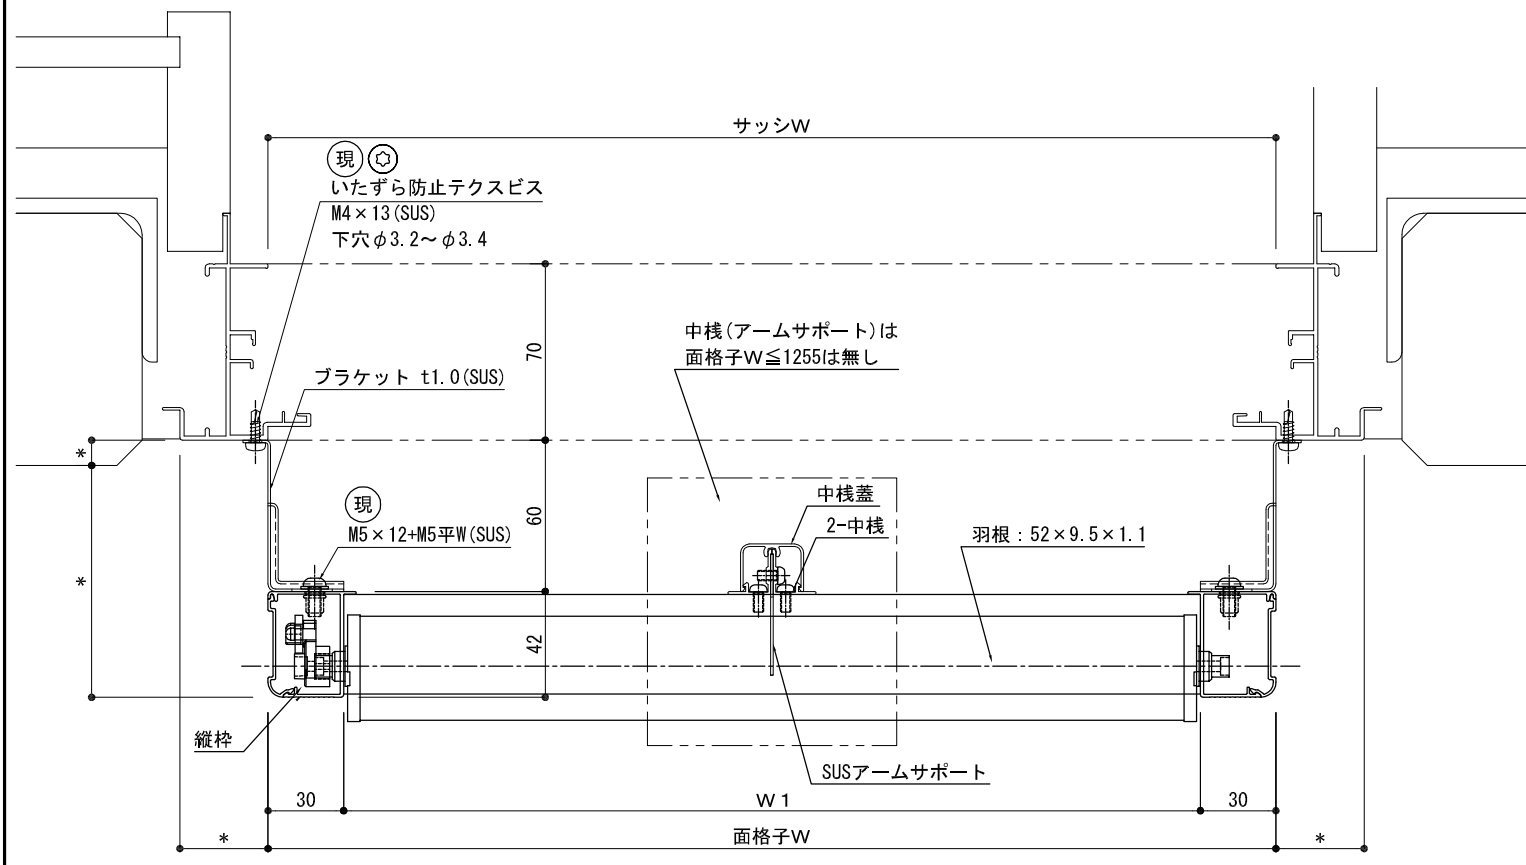 サッシW
現
いたずら防止テクスビス
M4×13(SUS)
下穴φ3.2～φ3.4
中桟(アームサポート)は
面格子W≦1255は無し
70
ブラケット t1.0(SUS)
*
現
M5×12+M5平W(SUS)
60
中桟蓋
2-中桟
羽根：52×9.5×1.1
*
42
縦枠
SUSアームサポート
30
W1
30
*
面格子W
*